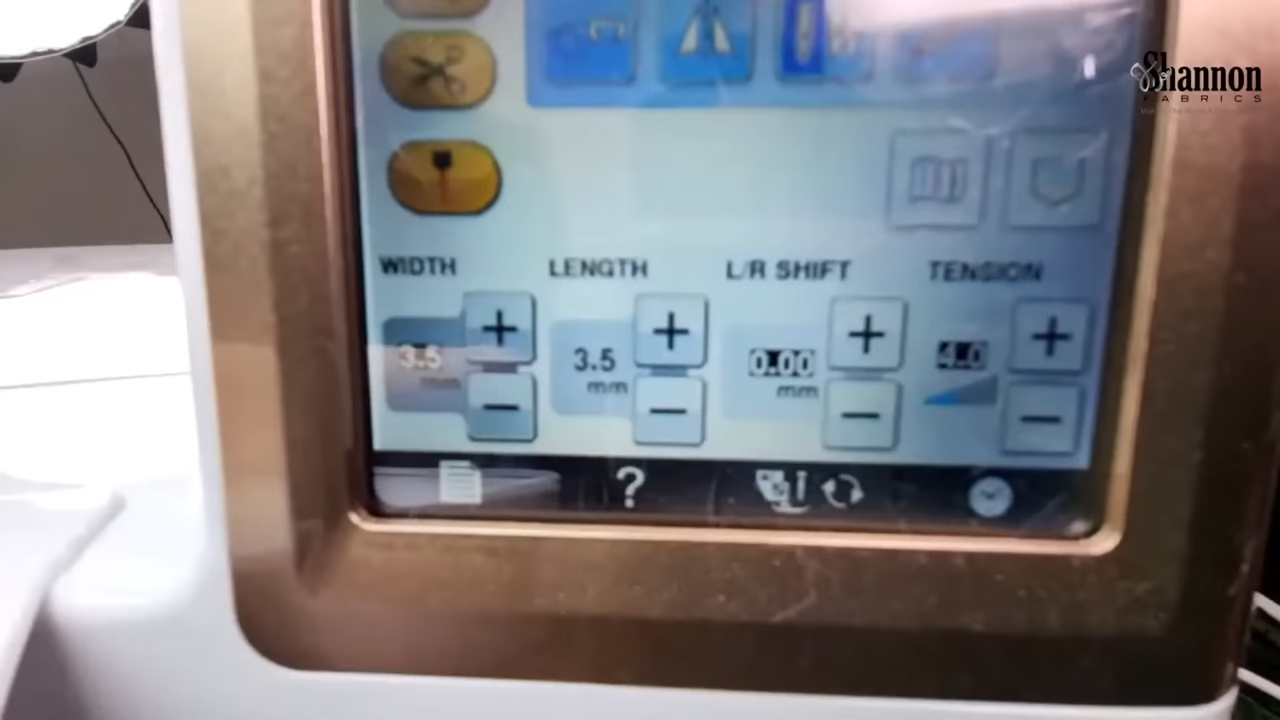 Shannon
FABRICS
WIDTH LENGTH L/R SHIFT TENSION
3.5 + 3.5 + 0.00 + 4.0 +
mm mm mm
- - - -
?